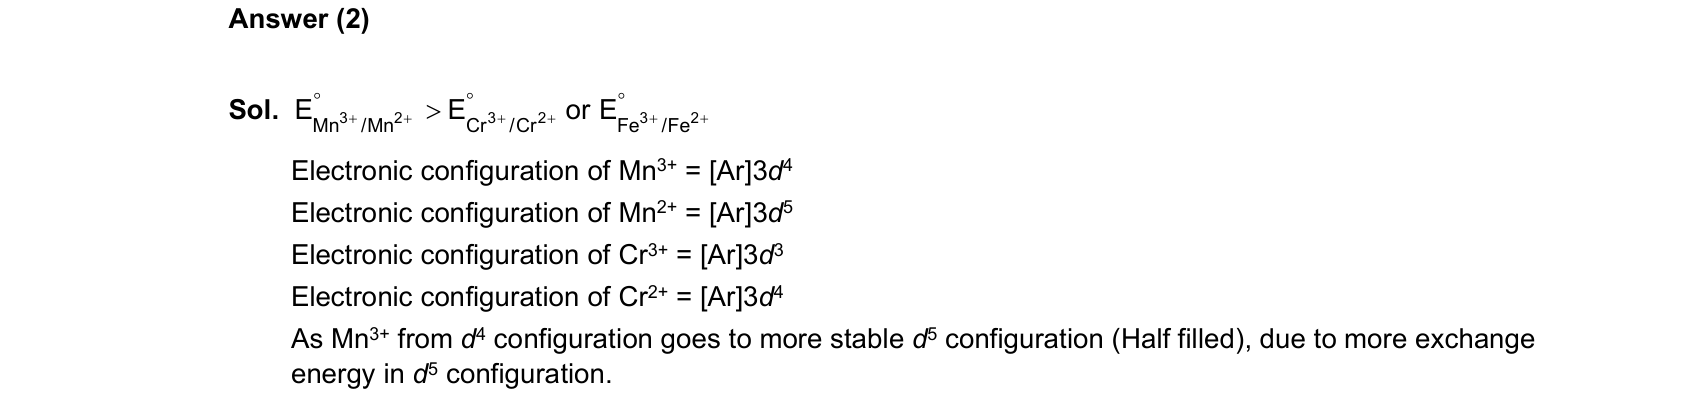 Answer (2)
Sol. E°Mn³⁺/Mn²⁺ > E°Cr³⁺/Cr²⁺ or E°Fe³⁺/Fe²⁺
Electronic configuration of Mn³⁺ = [Ar]3d⁴
Electronic configuration of Mn²⁺ = [Ar]3d⁵
Electronic configuration of Cr³⁺ = [Ar]3d³
Electronic configuration of Cr²⁺ = [Ar]3d⁴
As Mn³⁺ from d⁴ configuration goes to more stable d⁵ configuration (Half filled), due to more exchange
energy in d⁵ configuration.